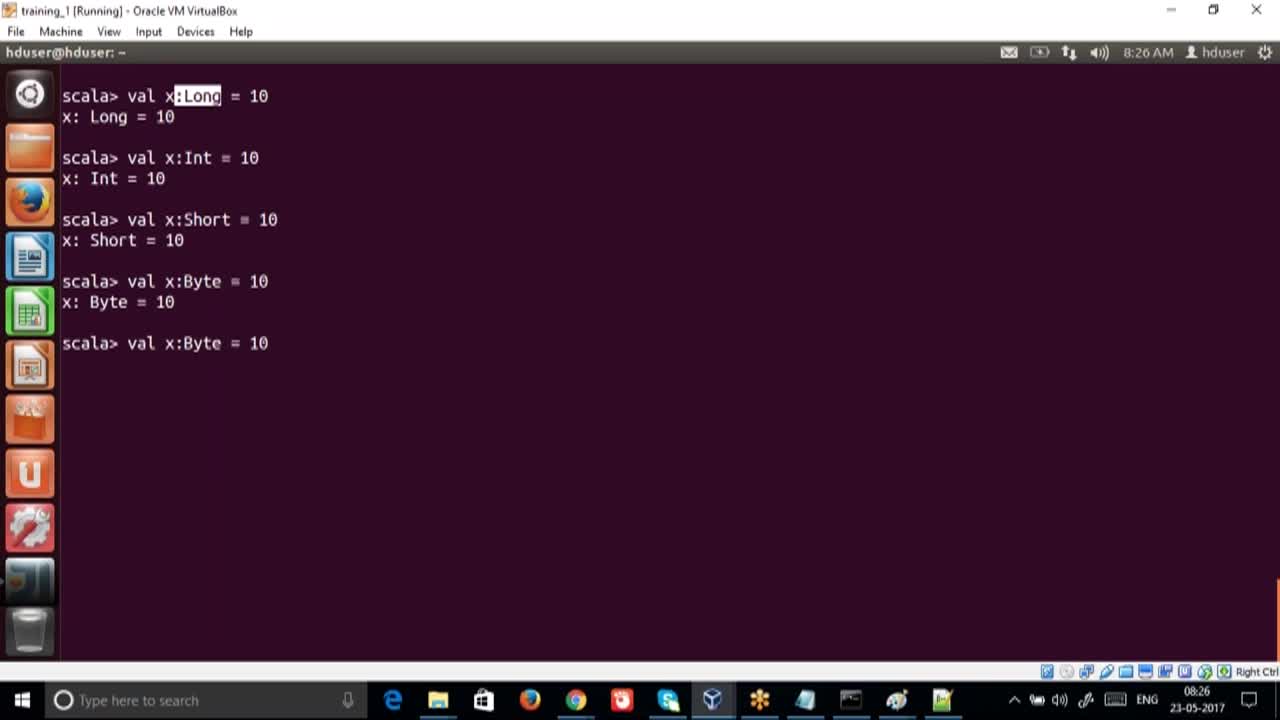 training_1 [Running] - Oracle VM VirtualBox
File Machine View Input Devices Help
hduser@hduser: ~
8:26 AM hduser
scala> val x:Long = 10
x: Long = 10
scala> val x:Int = 10
x: Int = 10
scala> val x:Short = 10
x: Short = 10
scala> val x:Byte = 10
x: Byte = 10
scala> val x:Byte = 10
Right Ctrl
Type here to search
ENG
08:26
23-05-2017